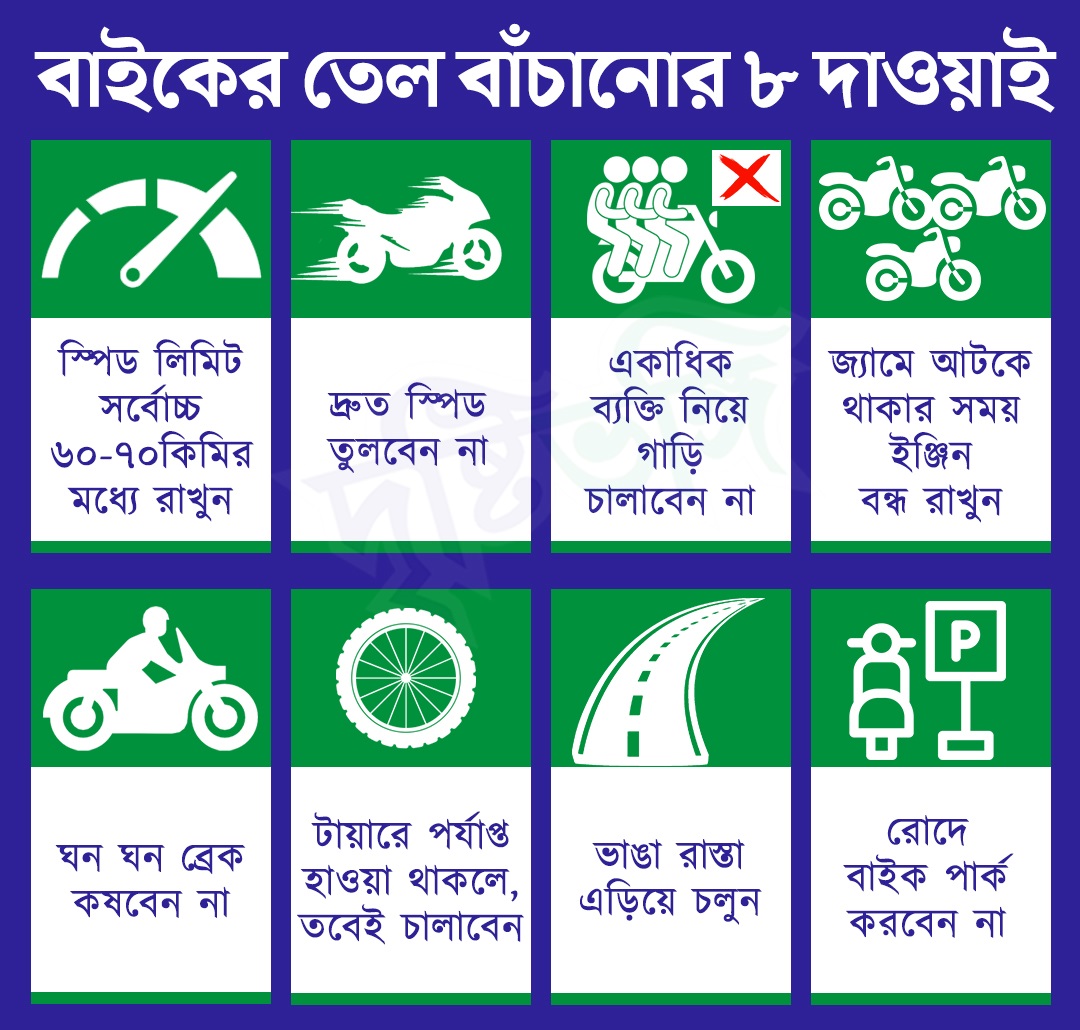 বাইকের তেল বাঁচানোর ৮ দাওয়াই
স্পিড লিমিট
সর্বোচ্চ
৬০-৭০কিমির
মধ্যে রাখুন
দ্রুত স্পিড
তুলবেন না
একাধিক
ব্যক্তি নিয়ে
গাড়ি
চালাবেন না
জ্যামে আটকে
থাকার সময়
ইঞ্জিন
বন্ধ রাখুন
ঘন ঘন ব্রেক
কষবেন না
টায়ারে পর্যাপ্ত
হাওয়া থাকলে,
তবেই চালাবেন
ভাঙা রাস্তা
এড়িয়ে চলুন
P
রোদে
বাইক পার্ক
করবেন না
দৃষ্টিভঙ্গি